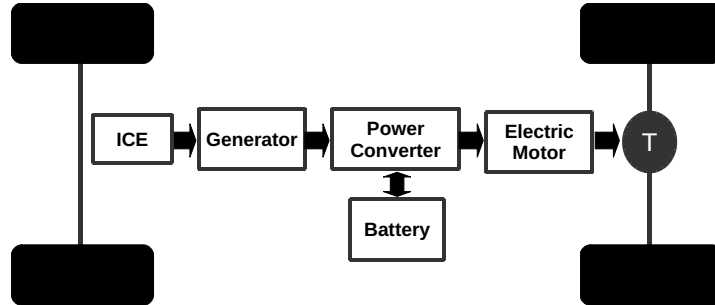 ICE
Generator
Power
Converter
Electric
Motor
T
Battery